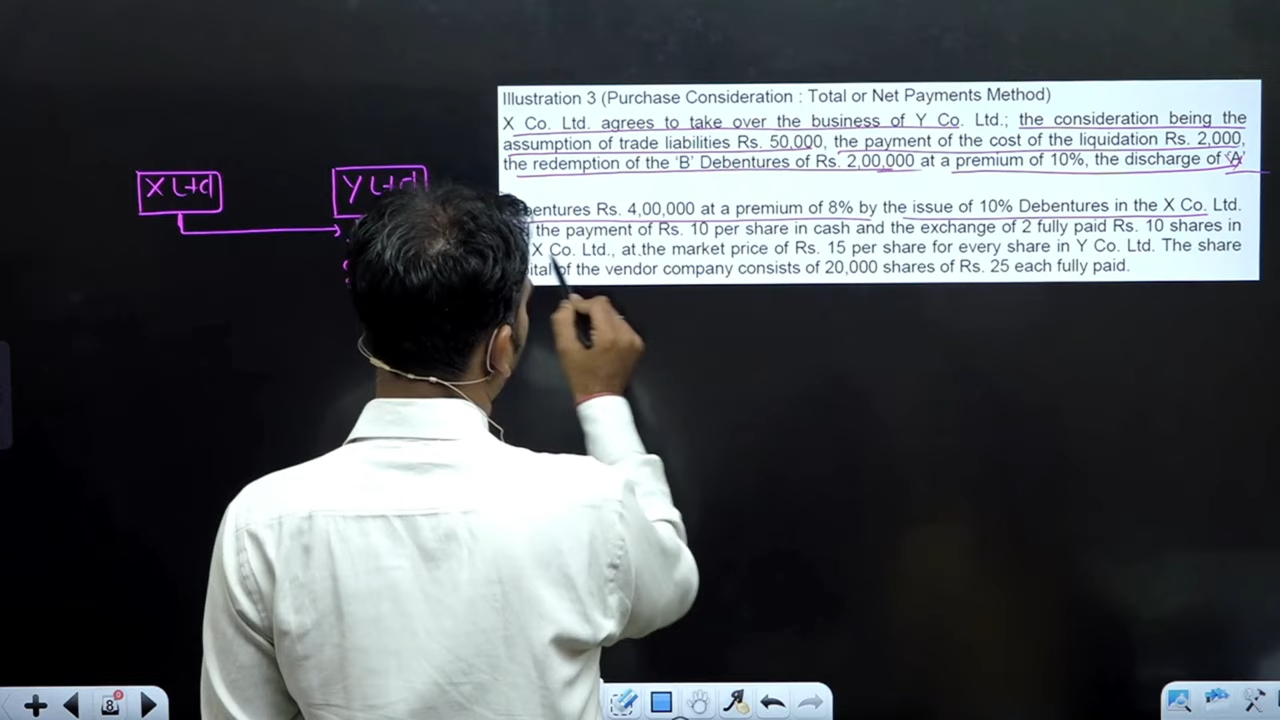 Illustration 3 (Purchase Consideration : Total or Net Payments Method)
X Co. Ltd. agrees to take over the business of Y Co. Ltd.; the consideration being the
assumption of trade liabilities Rs. 50,000, the payment of the cost of the liquidation Rs. 2,000,
the redemption of the 'B' Debentures of Rs. 2,00,000 at a premium of 10%, the discharge of 'A'
Rs. 4,00,000 at a premium of 8% by the issue of 10% Debentures in the X Co. Ltd.
the payment of Rs. 10 per share in cash and the exchange of 2 fully paid Rs. 10 shares in
X Co. Ltd., at the market price of Rs. 15 per share for every share in Y Co. Ltd. The share
of the vendor company consists of 20,000 shares of Rs. 25 each fully paid.
X Ltd
Y Ltd
8